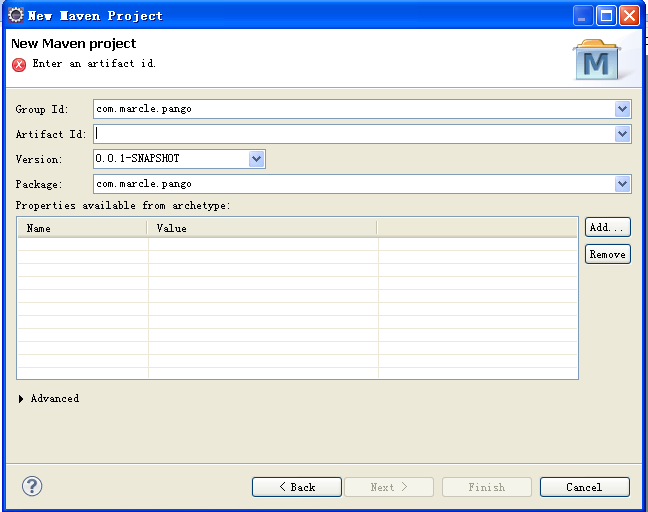 New Maven Project
New Maven project
Enter an artifact id.
M
Group Id: com.marcle.pango
Artifact Id:
Version: 0.0.1-SNAPSHOT
Package: com.marcle.pango
Properties available from archetype:
Name Value
Add...
Remove
Advanced
? < Back Next > Finish Cancel